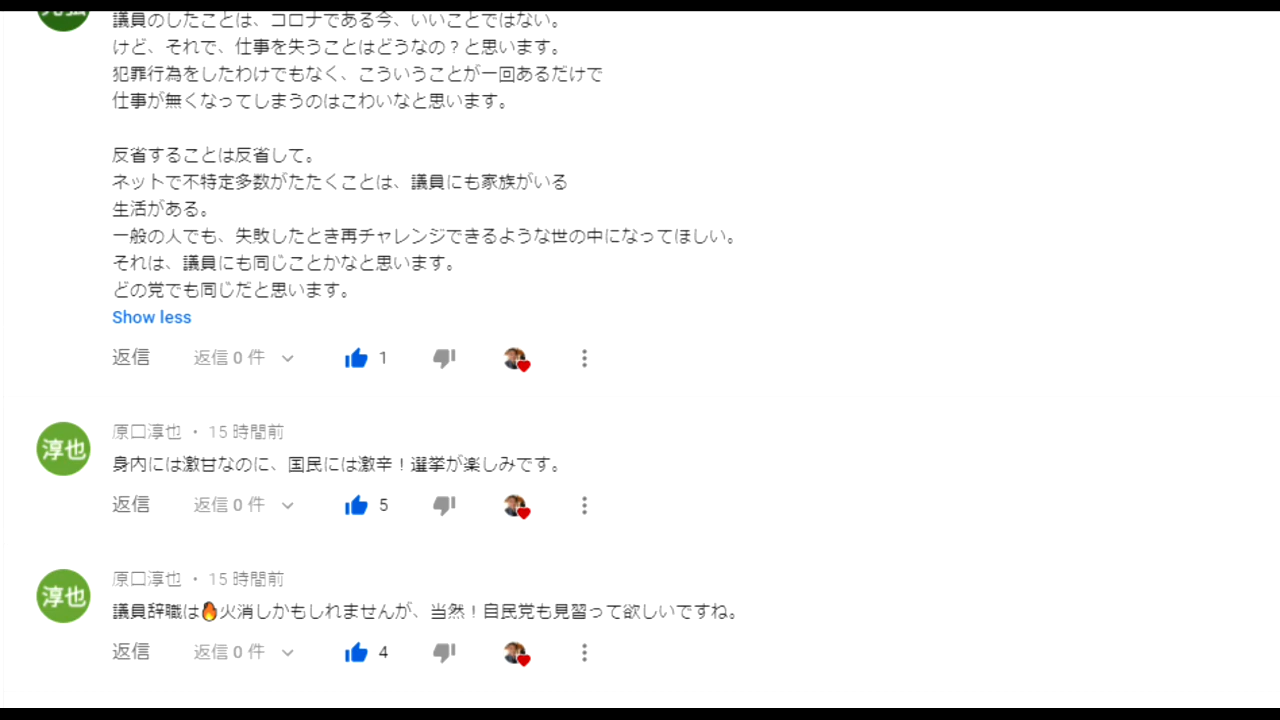 議員のしたことは、コロナである今、いいことではない。
けど、それで、仕事を失うことはどうなの？と思います。
犯罪行為をしたわけでもなく、こういうことが一回あるだけで
仕事が無くなってしまうのはこわいなと思います。
反省することは反省して。
ネットで不特定多数がたたくことは、議員にも家族がいる
生活がある。
一般の人でも、失敗したとき再チャレンジできるような世の中になってほしい。
それは、議員にも同じことかなと思います。
どの党でも同じだと思います。
Show less
返信 返信 0 件 1
淳也
原口淳也 ・ 15 時間前
身内には激甘なのに、国民には激辛！選挙が楽しみです。
返信 返信 0 件 5
淳也
原口淳也 ・ 15 時間前
議員辞職は🔥火消しかもしれませんが、当然！自民党も見習って欲しいですね。
返信 返信 0 件 4